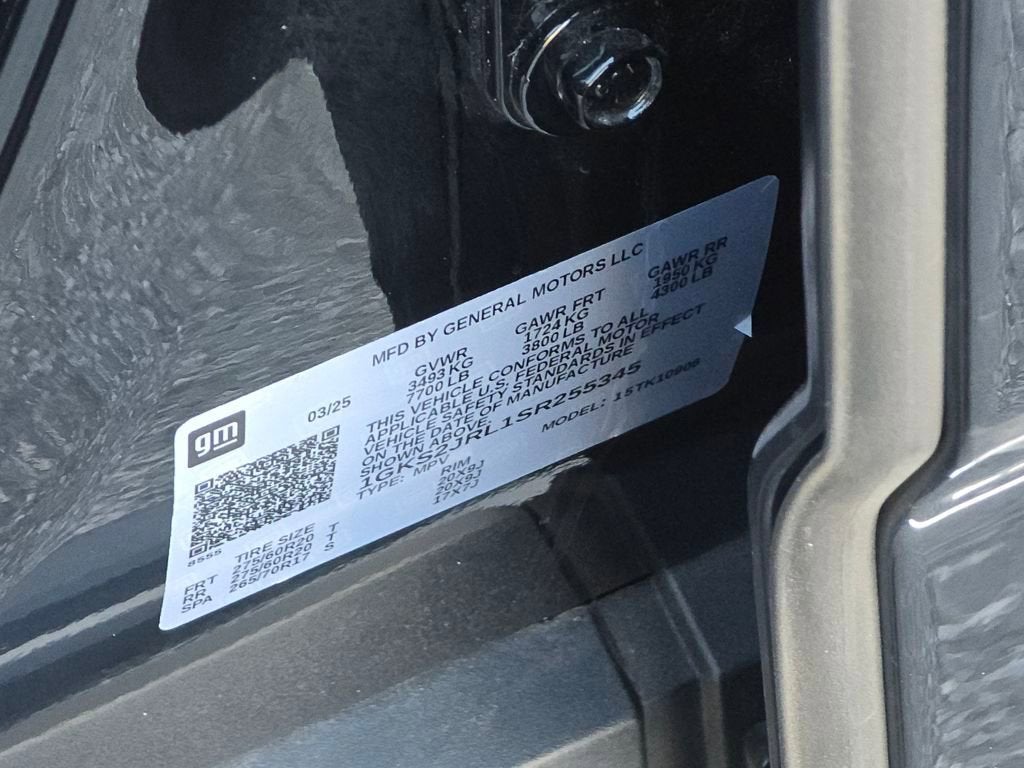 gm
03/25
MFD BY GENERAL MOTORS LLC
GVWR GAWR FRT GAWR RR
3493 KG 1724 KG 1950 KG
7700 LB 3800 LB 4300 LB
THIS VEHICLE CONFORMS TO ALL
APPLICABLE U.S. FEDERAL MOTOR
VEHICLE SAFETY STANDARDS IN EFFECT
ON THE DATE OF MANUFACTURE
SHOWN ABOVE.
1GKS2JRL1SR255345
TYPE: MPV MODEL: 15TK10906
8555
TIRE SIZE RIM
FRT 275/60R20 T 20X9J
RR 275/60R20 T 20X9J
SPA 265/70R17 S 17X7J